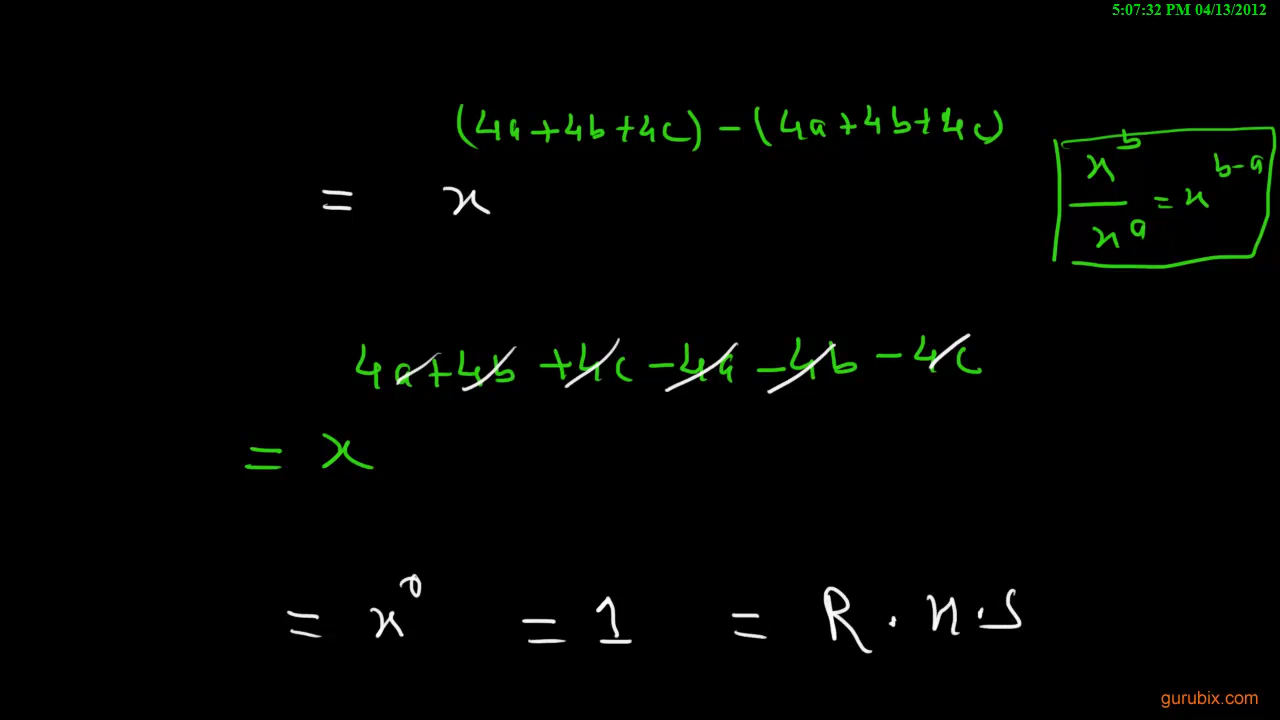 5:07:32 PM 04/13/2012
(4a+4b+4c)-(4a+4b+4c)
= x
x^b
/x^a = x^(b-a)
4a+4b+4c-4a-4b-4c
= x
= x^0 = 1 = R.H.S
gurubix.com